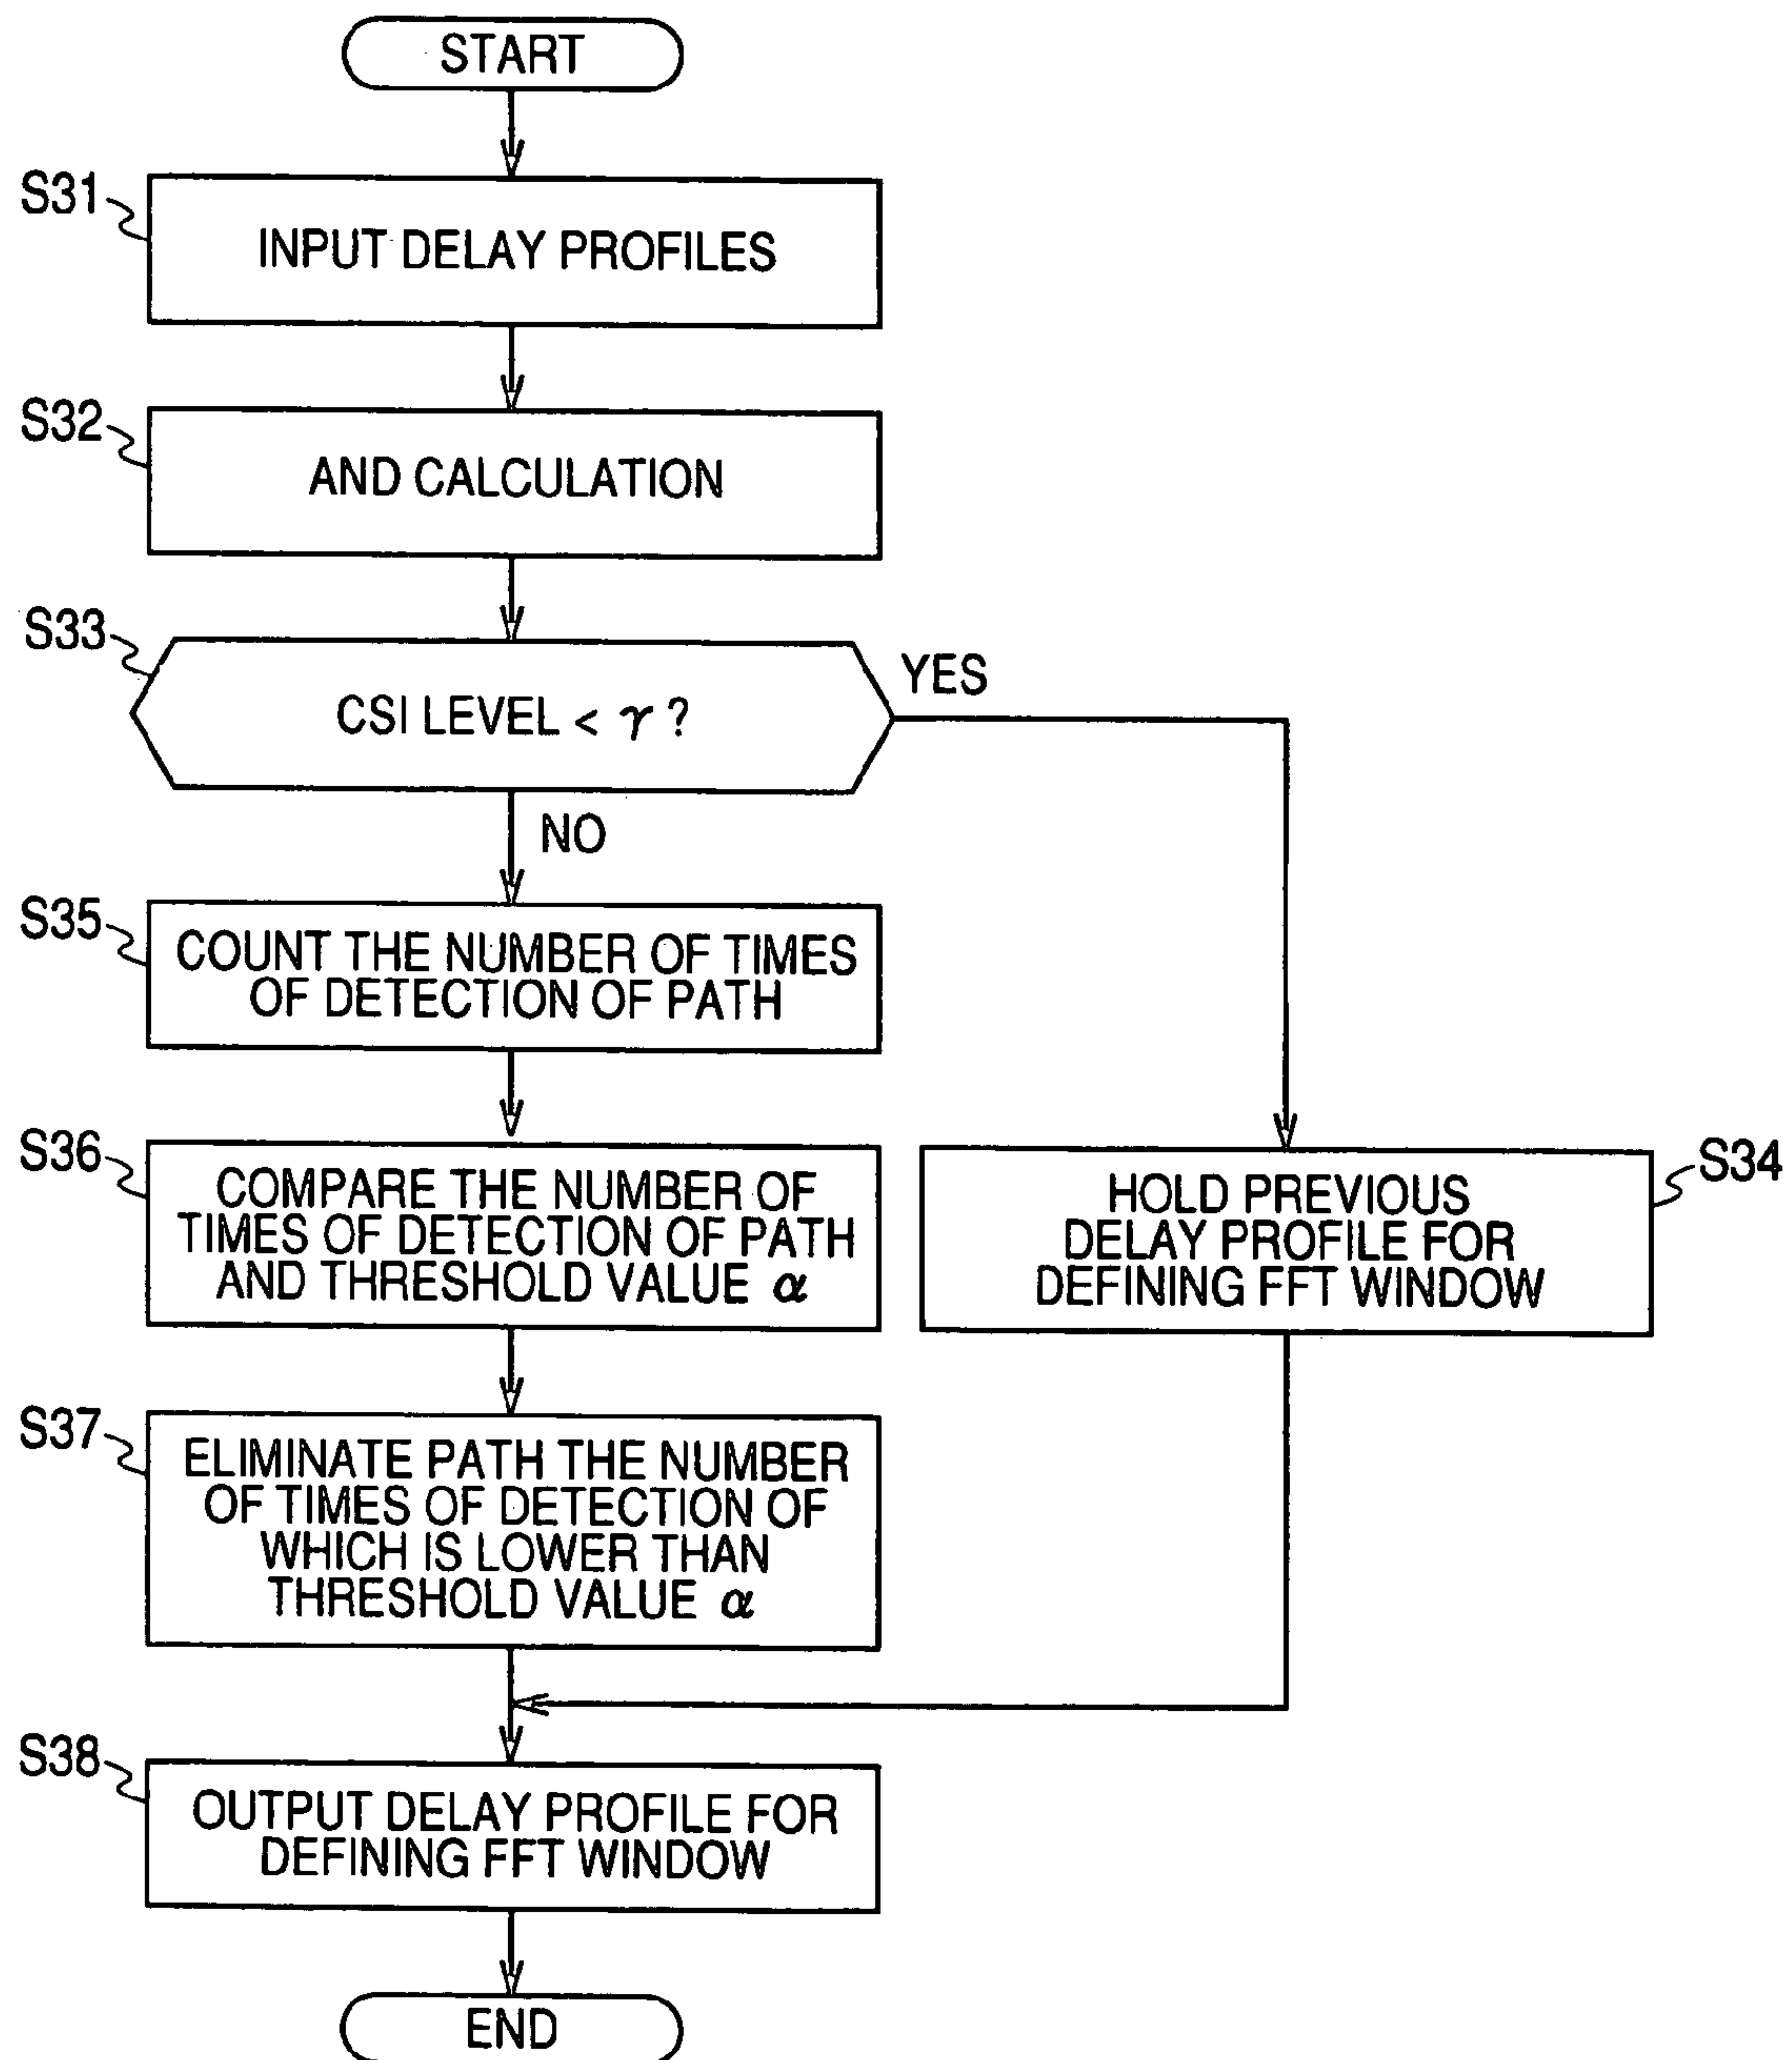 START
S31
INPUT DELAY PROFILES
S32
AND CALCULATION
S33
CSI LEVEL < γ ?
YES
NO
S35
COUNT THE NUMBER OF TIMES
OF DETECTION OF PATH
S36
COMPARE THE NUMBER OF
TIMES OF DETECTION OF PATH
AND THRESHOLD VALUE α
S34
HOLD PREVIOUS
DELAY PROFILE FOR
DEFINING FFT WINDOW
S37
ELIMINATE PATH THE NUMBER
OF TIMES OF DETECTION OF
WHICH IS LOWER THAN
THRESHOLD VALUE α
S38
OUTPUT DELAY PROFILE FOR
DEFINING FFT WINDOW
END